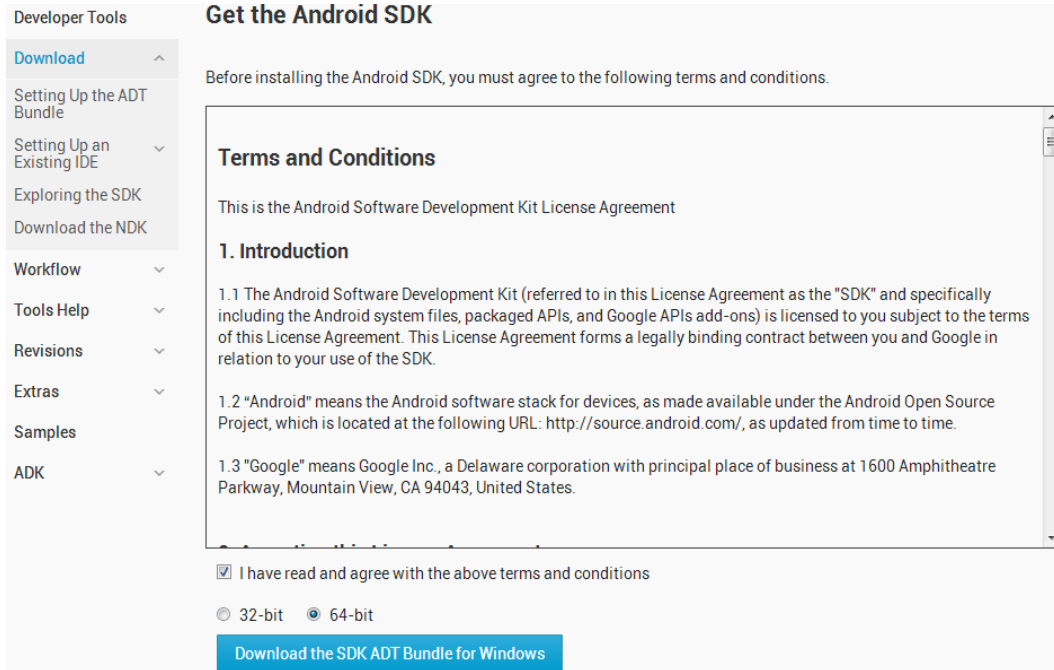 Developer Tools
Download
Setting Up the ADT
Bundle
Setting Up an
Existing IDE
Exploring the SDK
Download the NDK
Workflow
Tools Help
Revisions
Extras
Samples
ADK
Get the Android SDK
Before installing the Android SDK, you must agree to the following terms and conditions.
Terms and Conditions
This is the Android Software Development Kit License Agreement
1. Introduction
1.1 The Android Software Development Kit (referred to in this License Agreement as the "SDK" and specifically
including the Android system files, packaged APIs, and Google APIs add-ons) is licensed to you subject to the terms
of this License Agreement. This License Agreement forms a legally binding contract between you and Google in
relation to your use of the SDK.
1.2 “Android” means the Android software stack for devices, as made available under the Android Open Source
Project, which is located at the following URL: http://source.android.com/, as updated from time to time.
1.3 "Google" means Google Inc., a Delaware corporation with principal place of business at 1600 Amphitheatre
Parkway, Mountain View, CA 94043, United States.
I have read and agree with the above terms and conditions
32-bit 64-bit
Download the SDK ADT Bundle for Windows